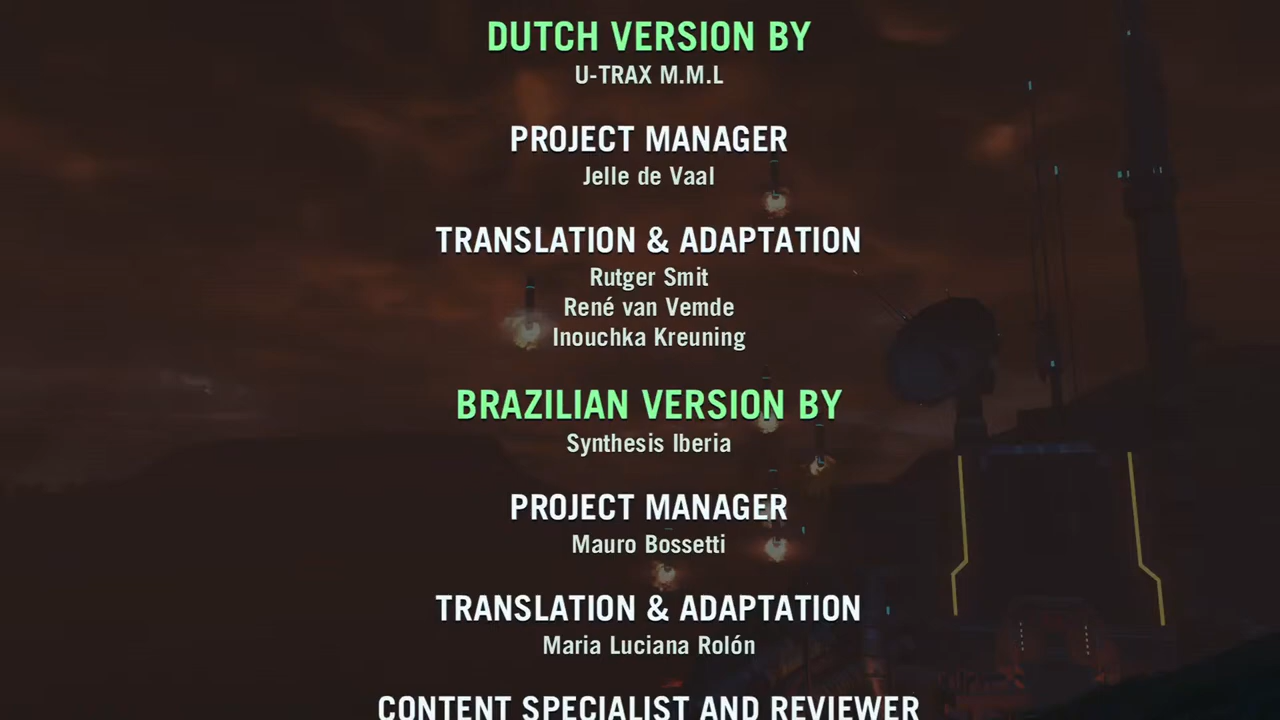 DUTCH VERSION BY
U-TRAX M.M.L
PROJECT MANAGER
Jelle de Vaal
TRANSLATION & ADAPTATION
Rutger Smit
René van Vemde
Inouchka Kreuning
BRAZILIAN VERSION BY
Synthesis Iberia
PROJECT MANAGER
Mauro Bossetti
TRANSLATION & ADAPTATION
Maria Luciana Rolón
CONTENT SPECIALIST AND REVIEWER